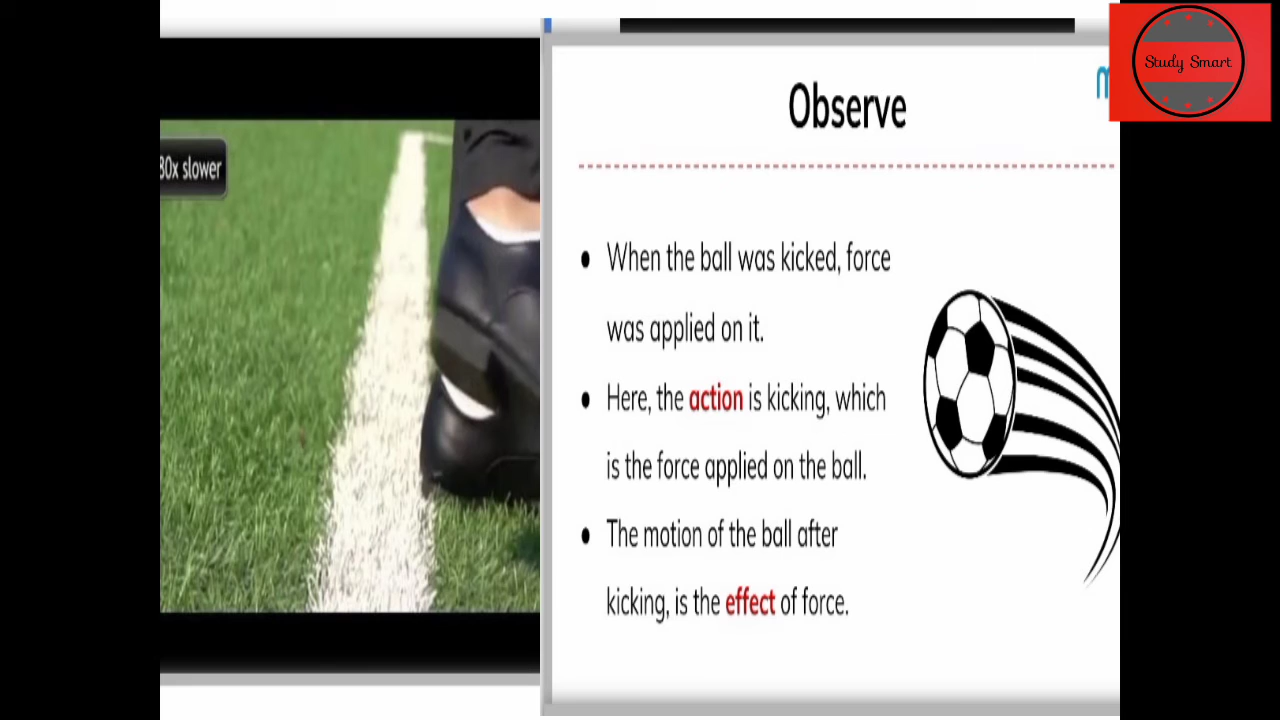 Study Smart
Observe
80x slower
• When the ball was kicked, force
was applied on it.
• Here, the action is kicking, which
is the force applied on the ball.
• The motion of the ball after
kicking, is the effect of force.